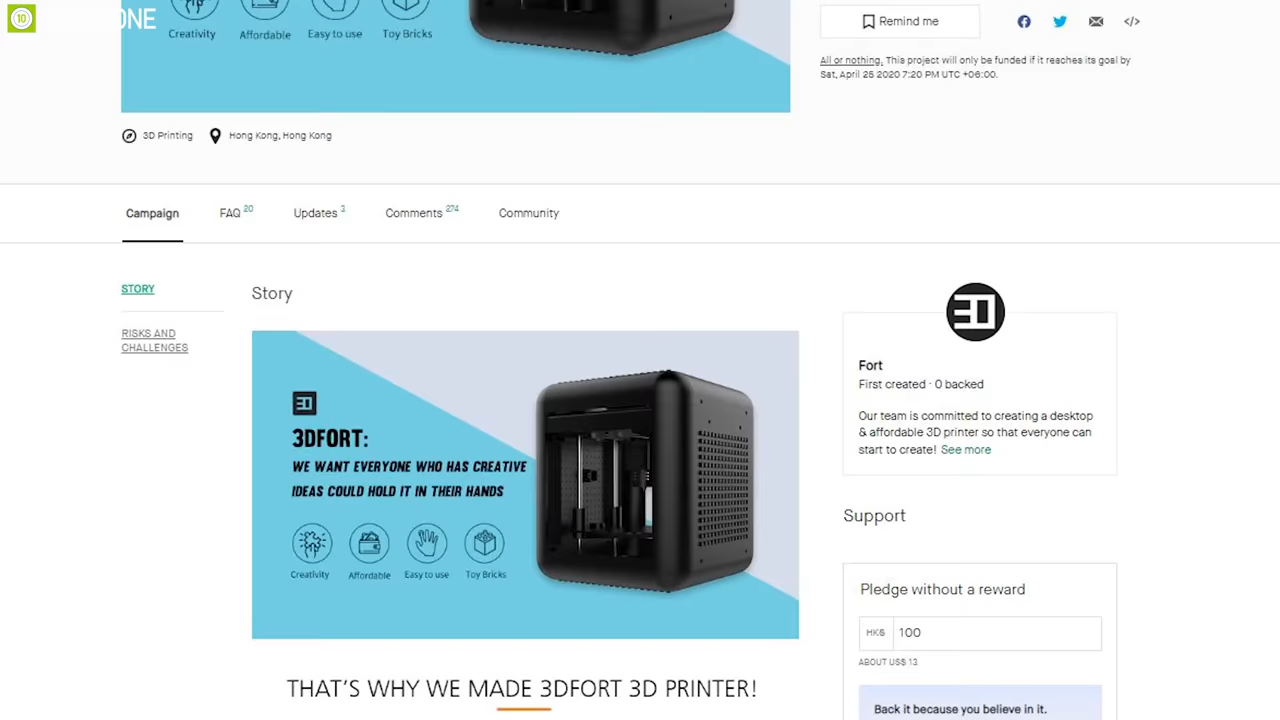 10
ONE
Creativity
Affordable
Easy to use
Toy Bricks
Remind me
</>
All or nothing. This project will only be funded if it reaches its goal by
Sat, April 25 2020 7:20 PM UTC +06:00.
3D Printing
Hong Kong, Hong Kong
Campaign
FAQ 20
Updates 3
Comments 274
Community
STORY
RISKS AND
CHALLENGES
Story
3D
3DFORT:
WE WANT EVERYONE WHO HAS CREATIVE
IDEAS COULD HOLD IT IN THEIR HANDS
Creativity
Affordable
Easy to use
Toy Bricks
THAT'S WHY WE MADE 3DFORT 3D PRINTER!
3D
Fort
First created · 0 backed
Our team is committed to creating a desktop
& affordable 3D printer so that everyone can
start to create! See more
Support
Pledge without a reward
HK$ 100
ABOUT US$ 13
Back it because you believe in it.